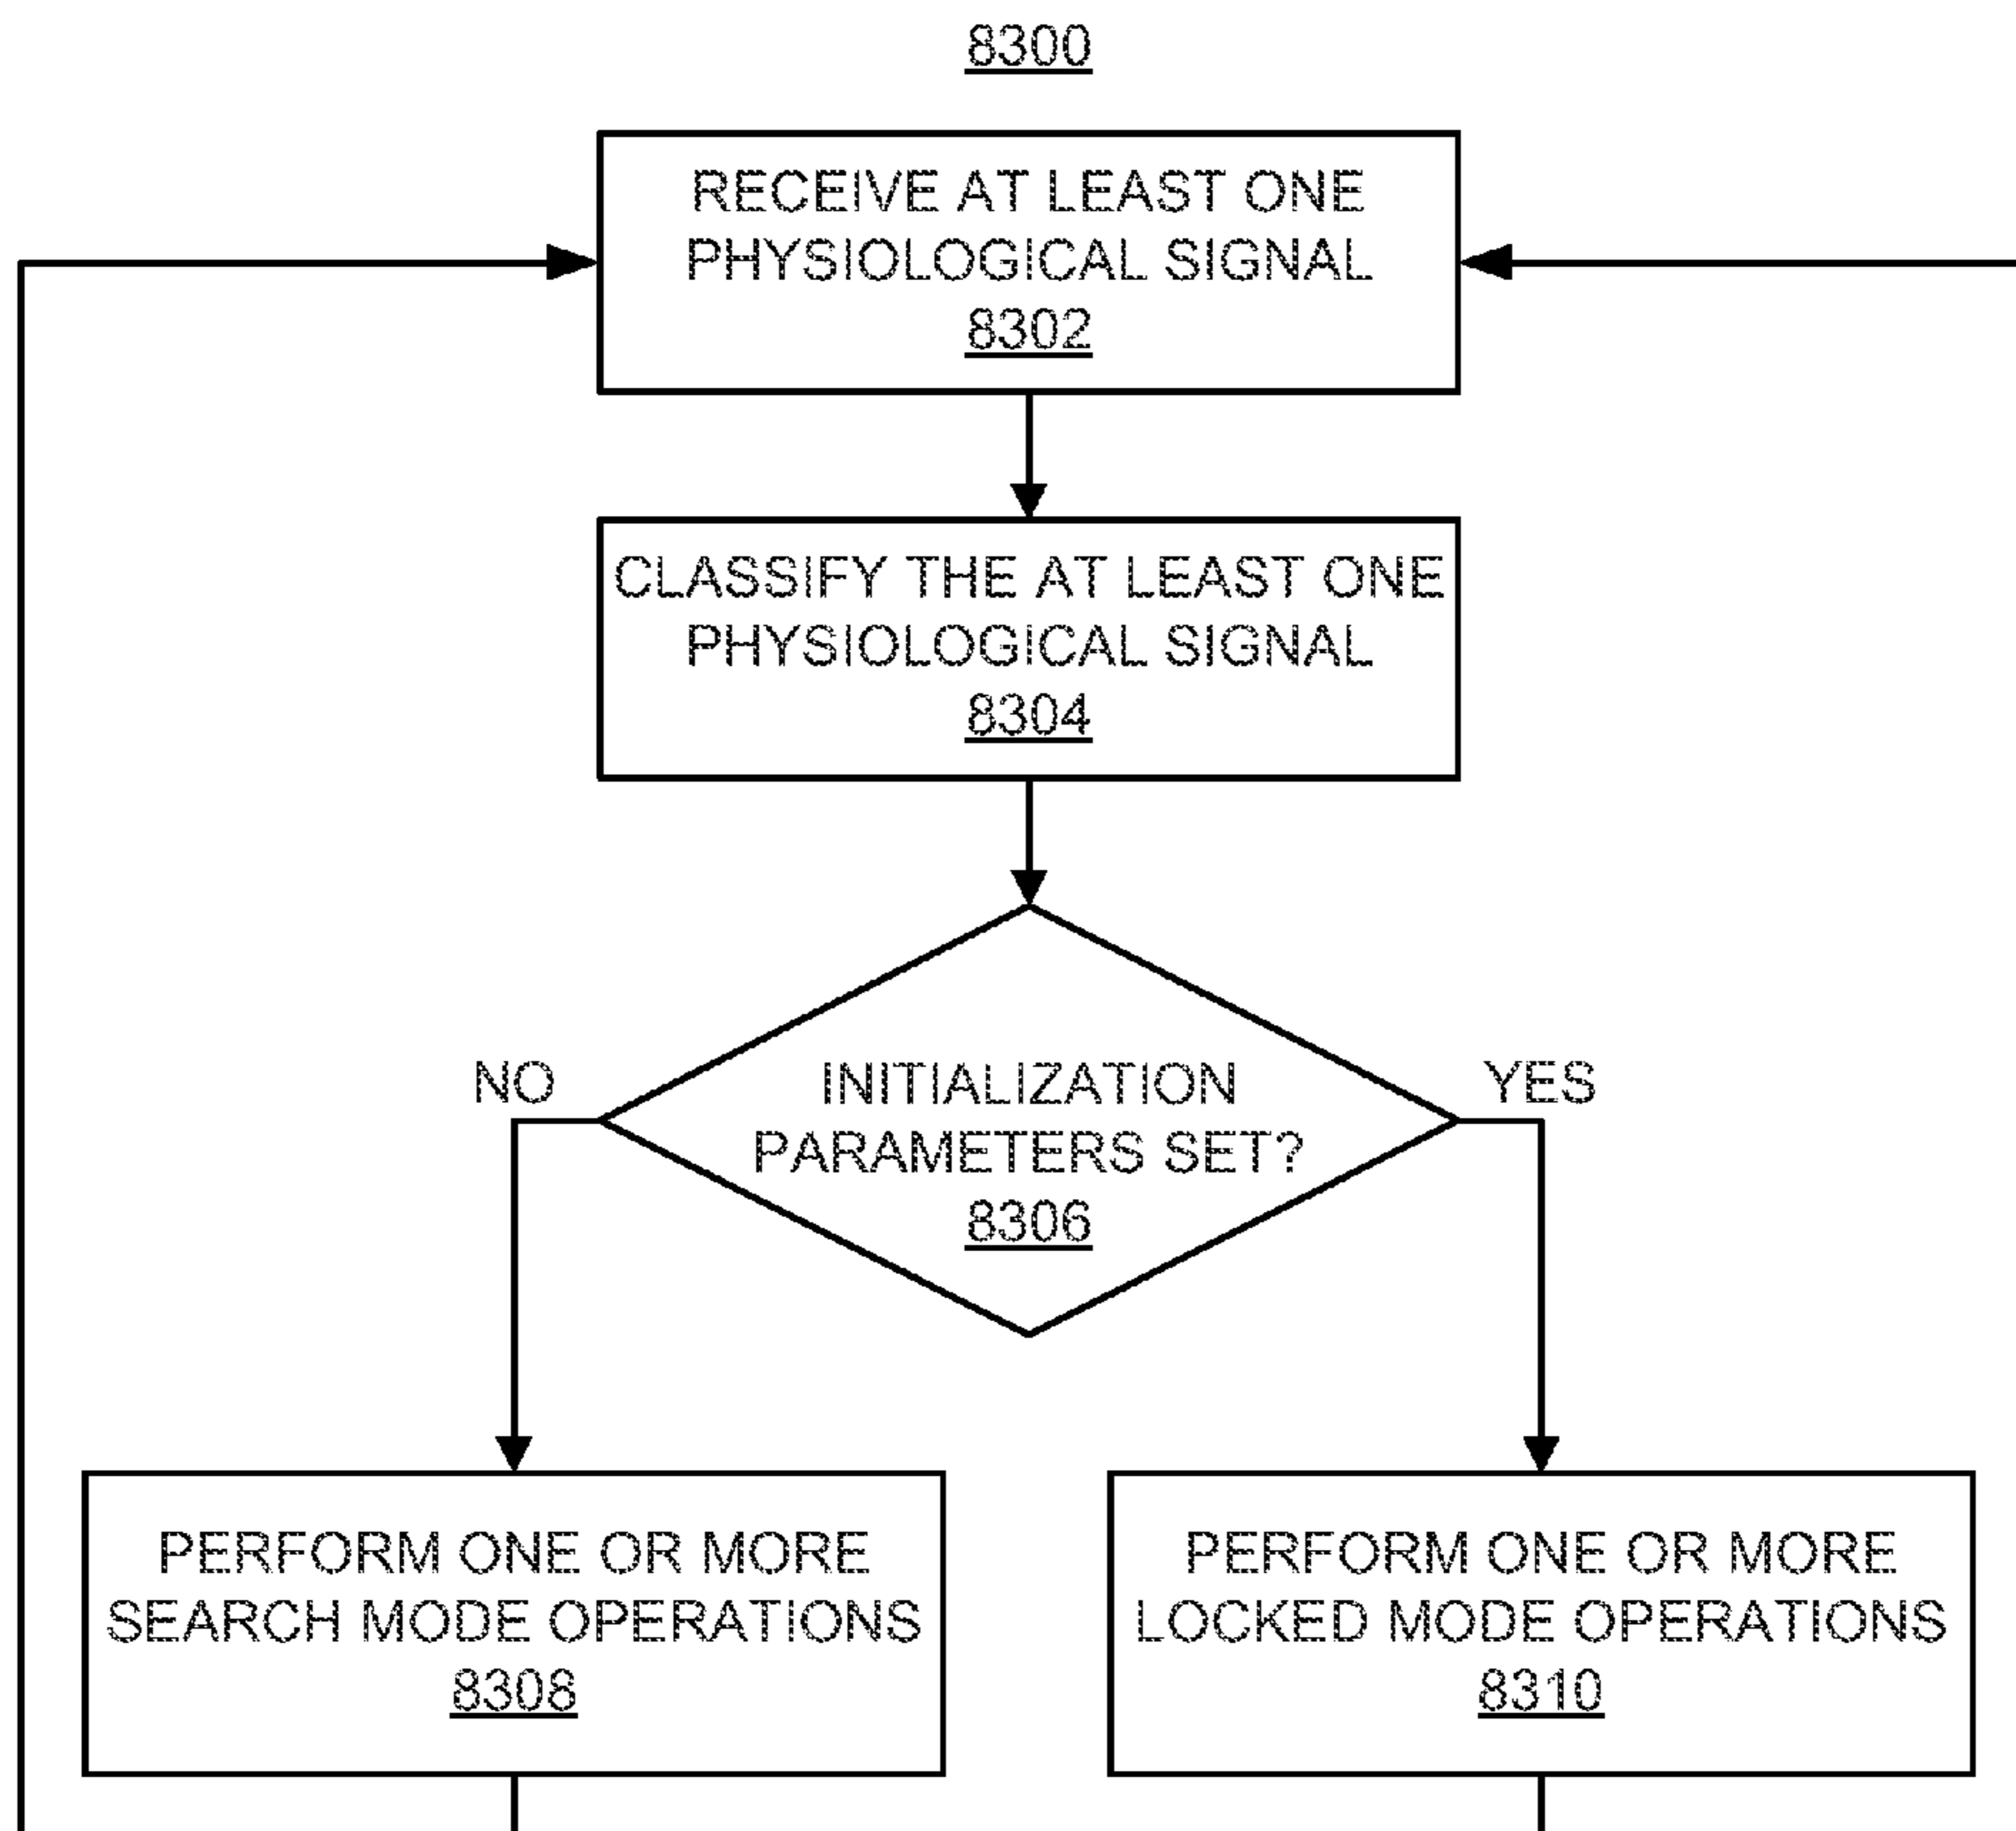 8300
RECEIVE AT LEAST ONE
PHYSIOLOGICAL SIGNAL
8302
CLASSIFY THE AT LEAST ONE
PHYSIOLOGICAL SIGNAL
8304
INITIALIZATION
PARAMETERS SET?
8306
NO
YES
PERFORM ONE OR MORE
SEARCH MODE OPERATIONS
8308
PERFORM ONE OR MORE
LOCKED MODE OPERATIONS
8310